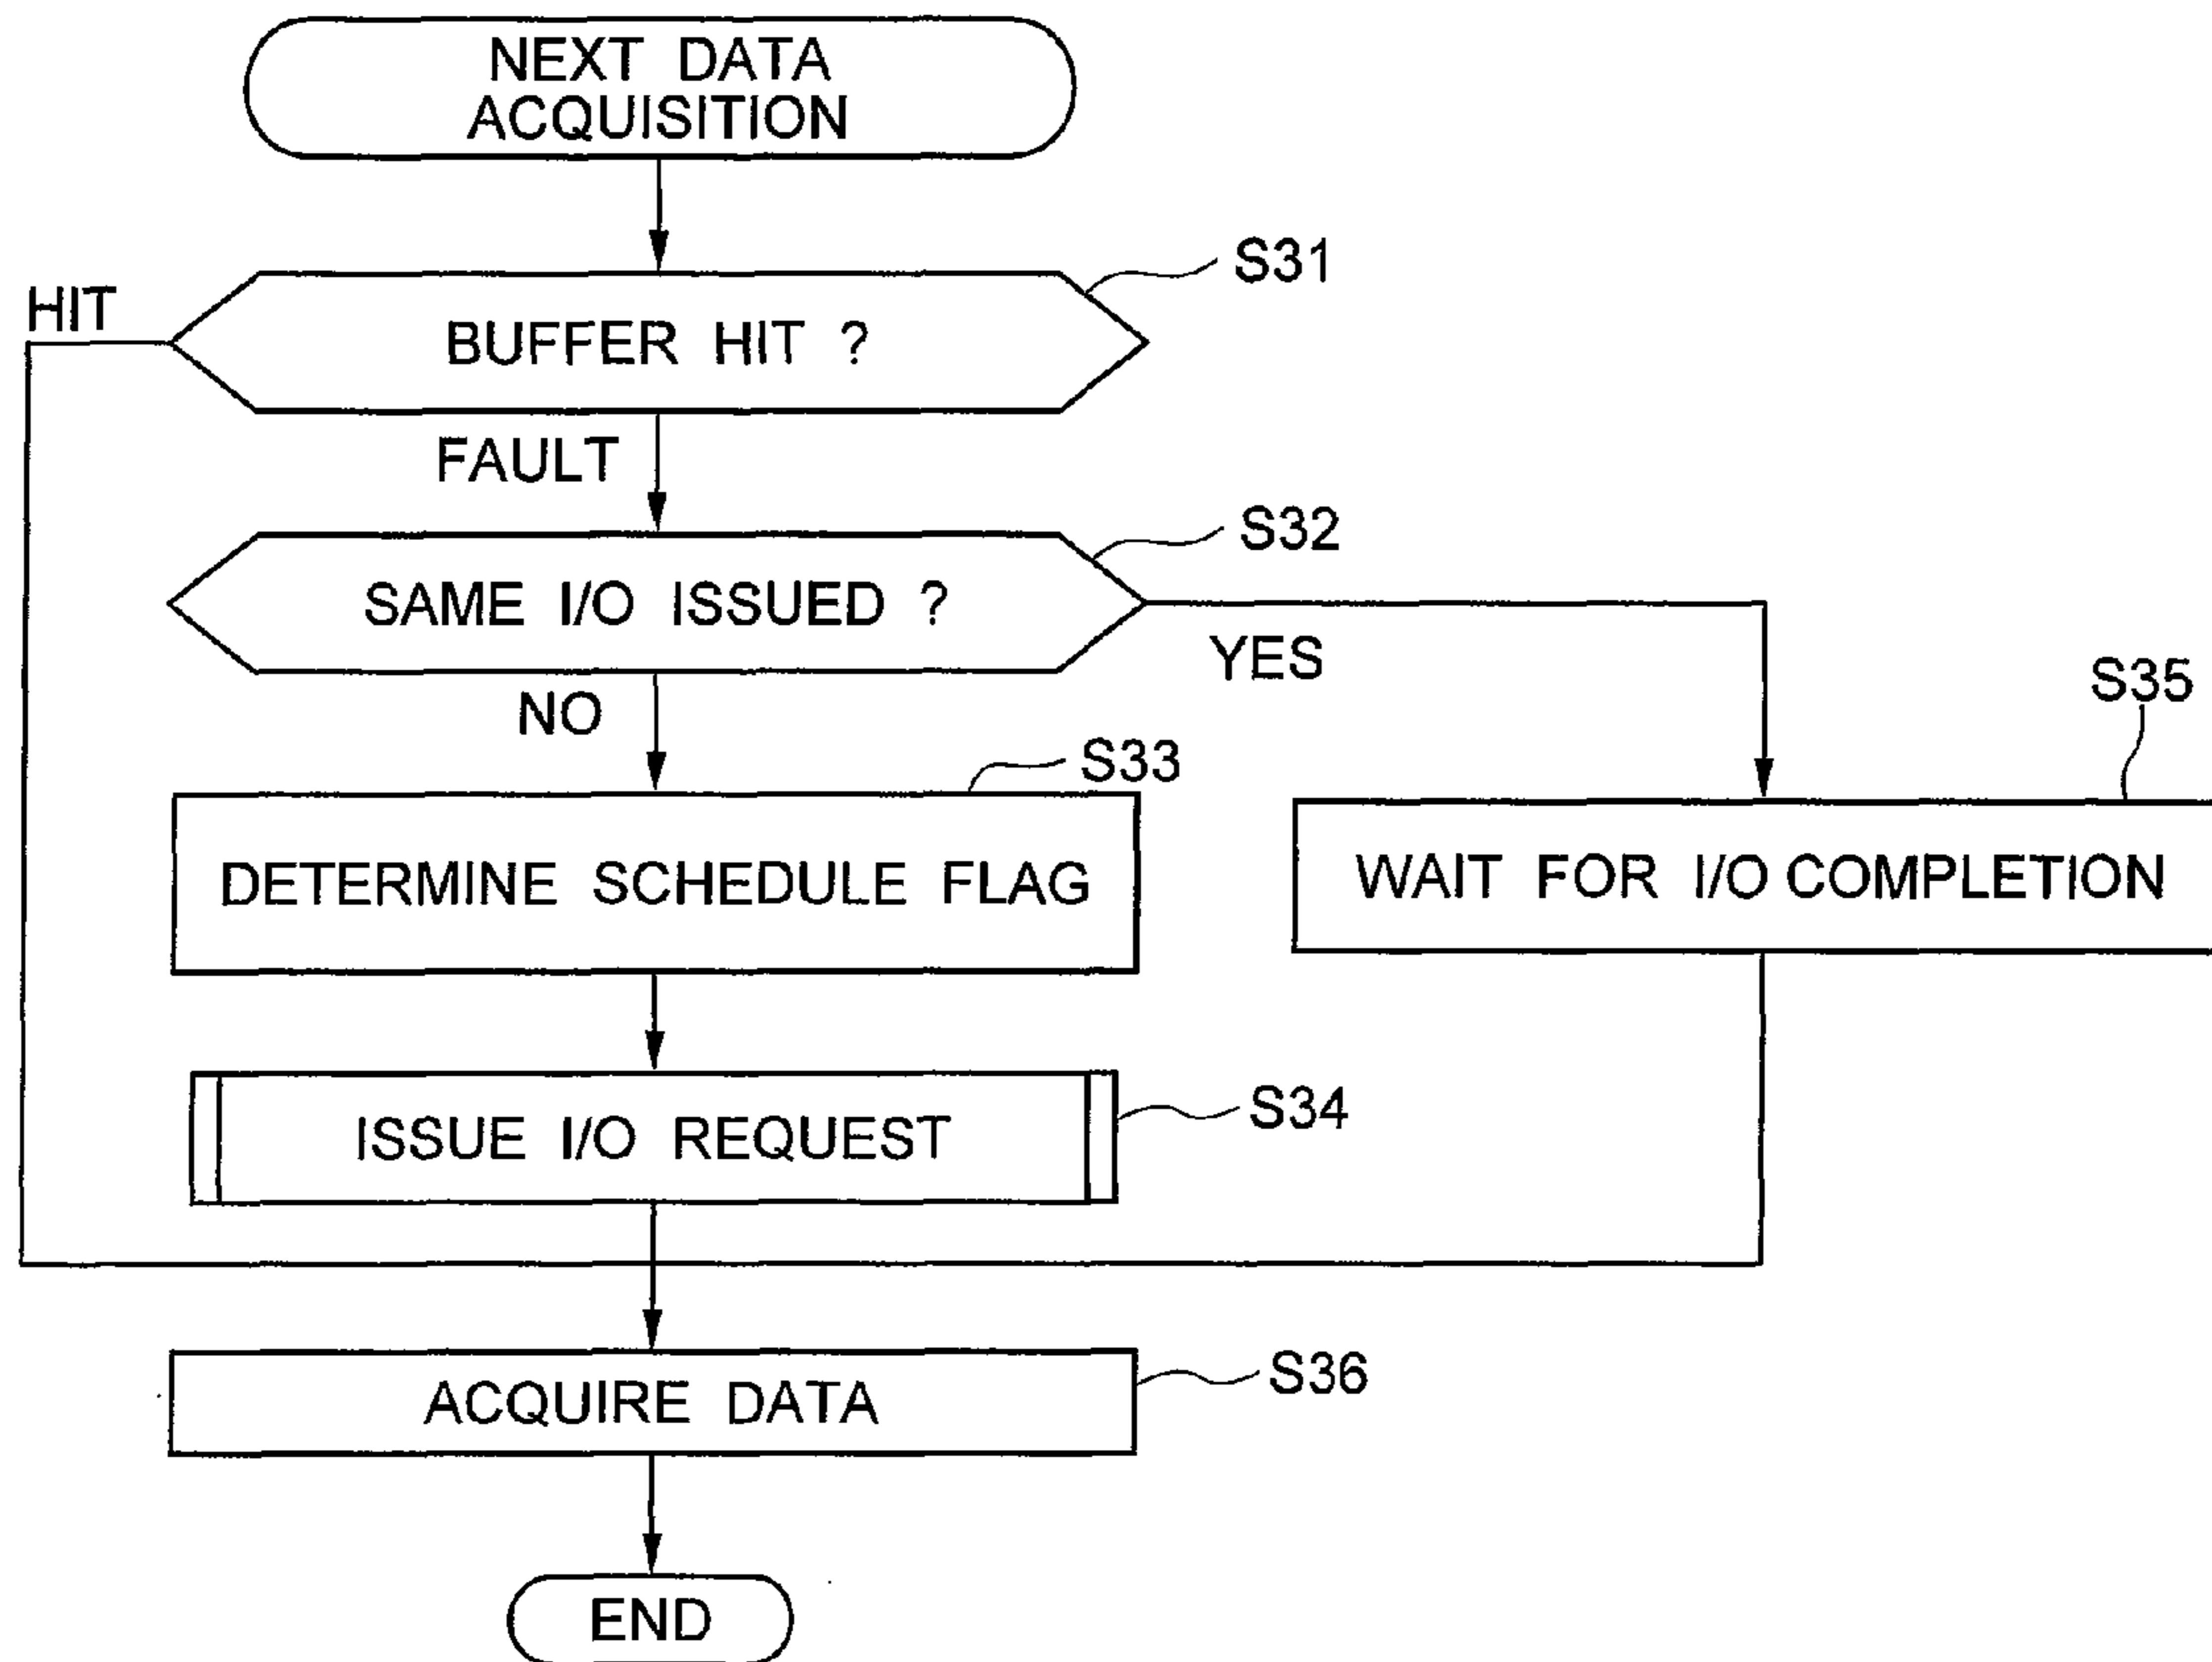 NEXT DATA
ACQUISITION
S31
HIT
BUFFER HIT ?
FAULT
S32
SAME I/O ISSUED ?
YES
NO
S35
S33
DETERMINE SCHEDULE FLAG
WAIT FOR I/O COMPLETION
S34
ISSUE I/O REQUEST
S36
ACQUIRE DATA
END